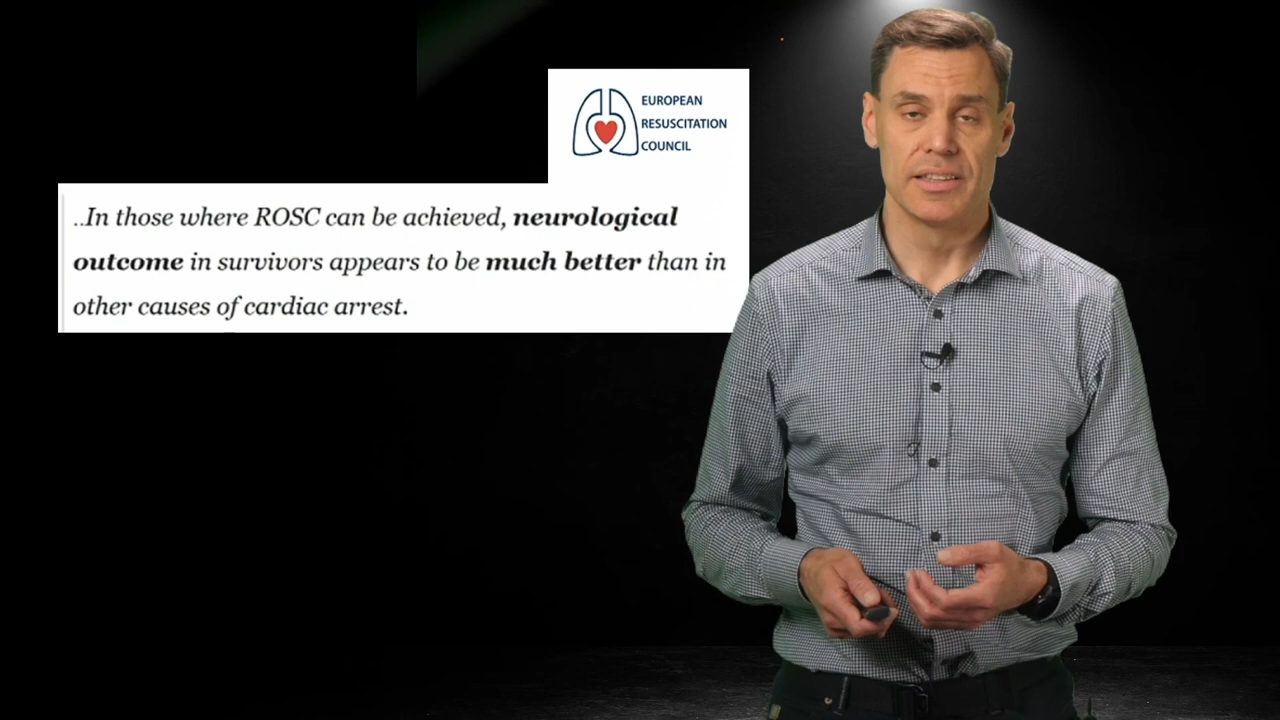 EUROPEAN
RESUSCITATION
COUNCIL
..In those where ROSC can be achieved, neurological
outcome in survivors appears to be much better than in
other causes of cardiac arrest.